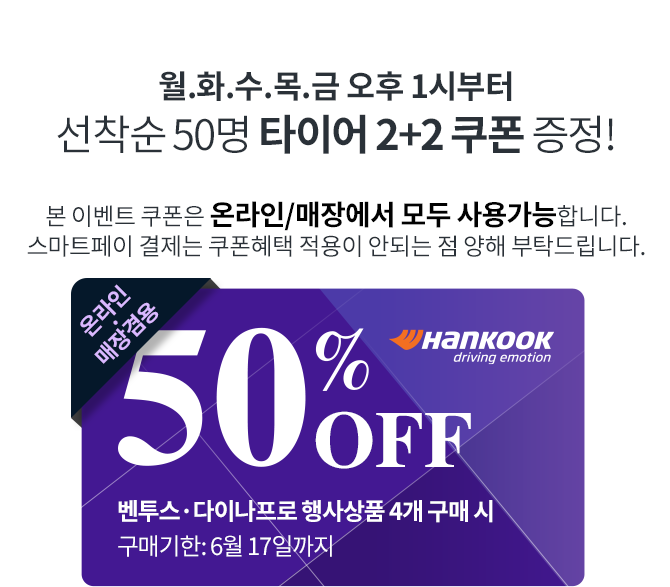 월.화.수.목.금 오후 1시부터
선착순 50명 타이어 2+2 쿠폰 증정!
본 이벤트 쿠폰은 온라인/매장에서 모두 사용가능합니다.
스마트페이 결제는 쿠폰혜택 적용이 안되는 점 양해 부탁드립니다.
온라인·
매장겸용
50% OFF
HANKOOK
driving emotion
벤투스·다이나프로 행사상품 4개 구매 시
구매기한: 6월 17일까지